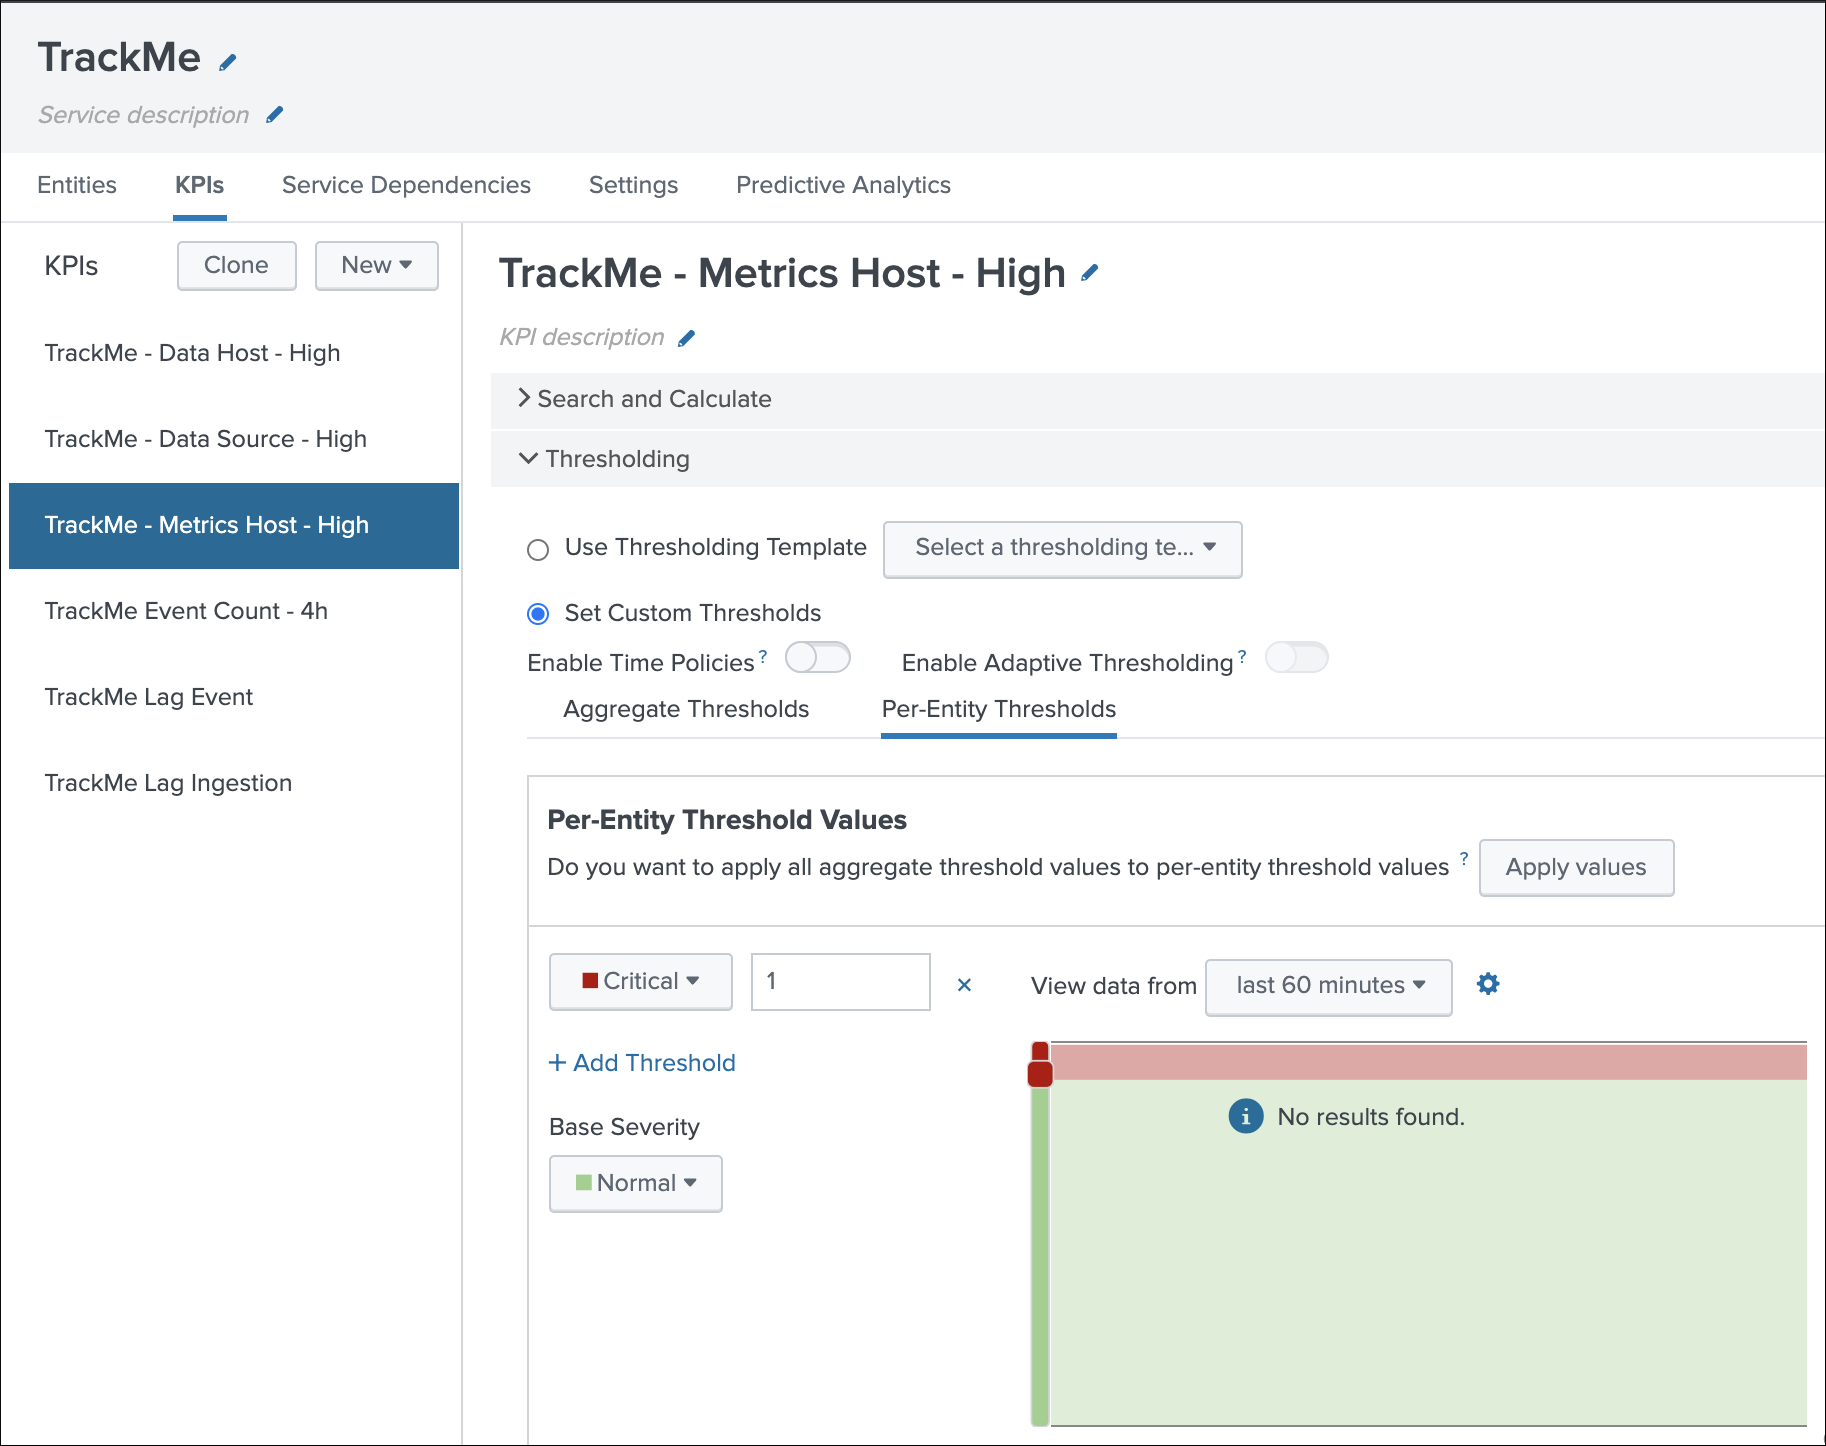 TrackMe
Service description
Entities KPIs Service Dependencies Settings Predictive Analytics
KPIs Clone New
TrackMe - Data Host - High
TrackMe - Data Source - High
TrackMe - Metrics Host - High
TrackMe Event Count - 4h
TrackMe Lag Event
TrackMe Lag Ingestion
TrackMe - Metrics Host - High
KPI description
Search and Calculate
Thresholding
Use Thresholding Template Select a thresholding te...
Set Custom Thresholds
Enable Time Policies ? Enable Adaptive Thresholding ?
Aggregate Thresholds Per-Entity Thresholds
Per-Entity Threshold Values
Do you want to apply all aggregate threshold values to per-entity threshold values ? Apply values
Critical 1 × View data from last 60 minutes
+ Add Threshold
Base Severity
Normal
i No results found.